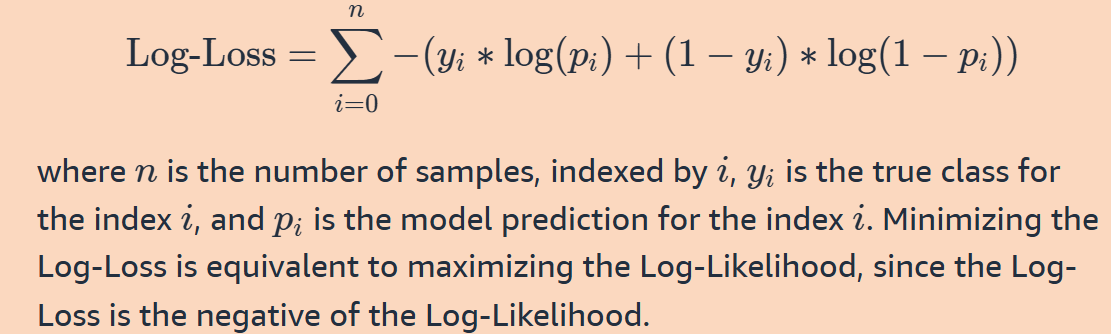 Log-Loss = \sum_{i=0}^{n} -(y_i * log(p_i) + (1 − y_i) * log(1 − p_i))
where n is the number of samples, indexed by i, y_i is the true class for
the index i, and p_i is the model prediction for the index i. Minimizing the
Log-Loss is equivalent to maximizing the Log-Likelihood, since the Log-
Loss is the negative of the Log-Likelihood.